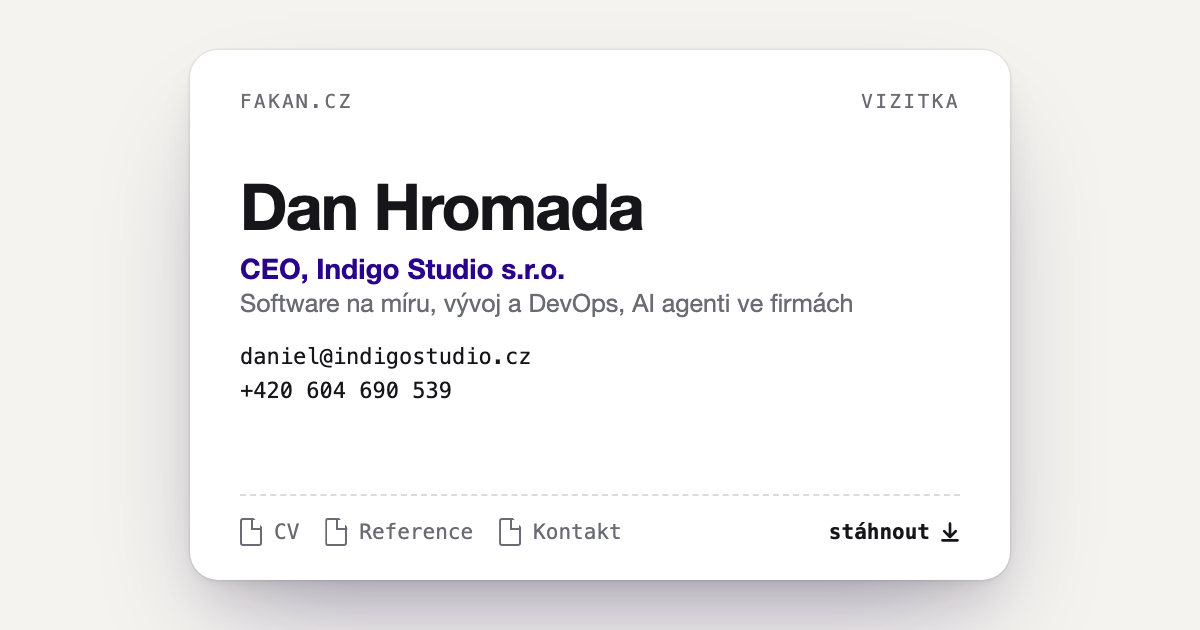 FAKAN.CZ
VIZITKA
Dan Hromada
CEO, Indigo Studio s.r.o.
Software na míru, vývoj a DevOps, AI agenti ve firmách
daniel@indigostudio.cz
+420 604 690 539
CV Reference Kontakt
stáhnout